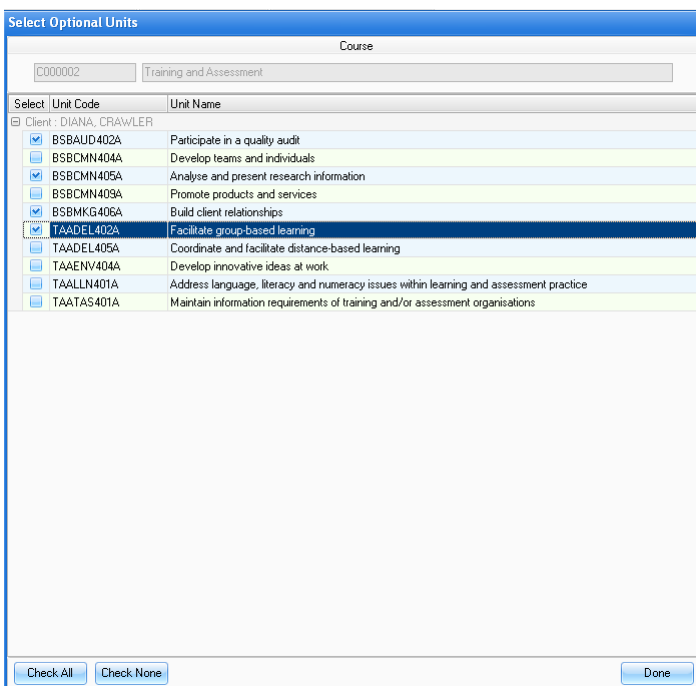 Select Optional Units
Course
C000002 Training and Assessment
Select Unit Code Unit Name
Client : DIANA, CRAWLER
BSBAUD402A Participate in a quality audit
BSBCMN404A Develop teams and individuals
BSBCMN405A Analyse and present research information
BSBCMN409A Promote products and services
BSBMKG406A Build client relationships
TAADEL402A Facilitate group-based learning
TAADEL405A Coordinate and facilitate distance-based learning
TAAENV404A Develop innovative ideas at work
TAALLN401A Address language, literacy and numeracy issues within learning and assessment practice
TAATAS401A Maintain information requirements of training and/or assessment organisations
Check All Check None Done